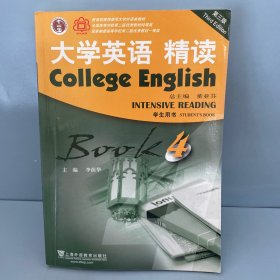 第三版
Third Edition
大学英语 精读
College English
总主编 董亚芬
INTENSIVE READING
学生用书 STUDENT'S BOOK
Book 4
主编 李荫华
上海外语教育出版社